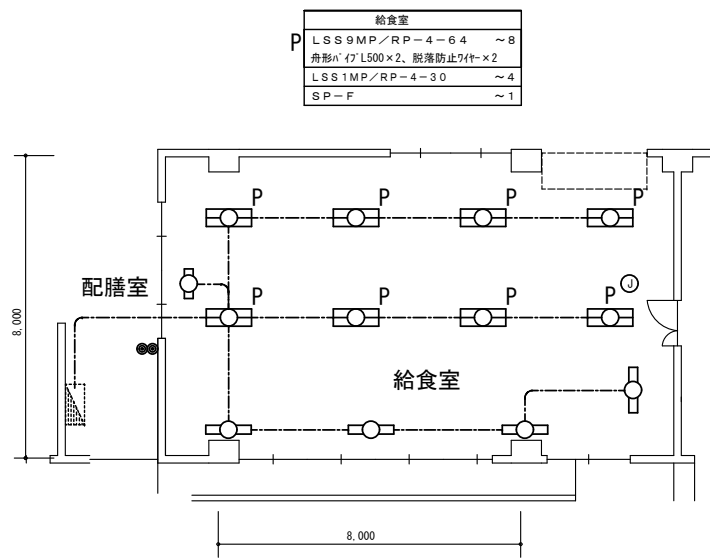 給食室
P
LSS9MP/RP-4-64 ~8
舟形パイプL500×2、脱落防止ワイヤー×2
LSS1MP/RP-4-30 ~4
SP-F ~1
P P P P
配膳室
J
P P P P
8,000
給食室
8,000